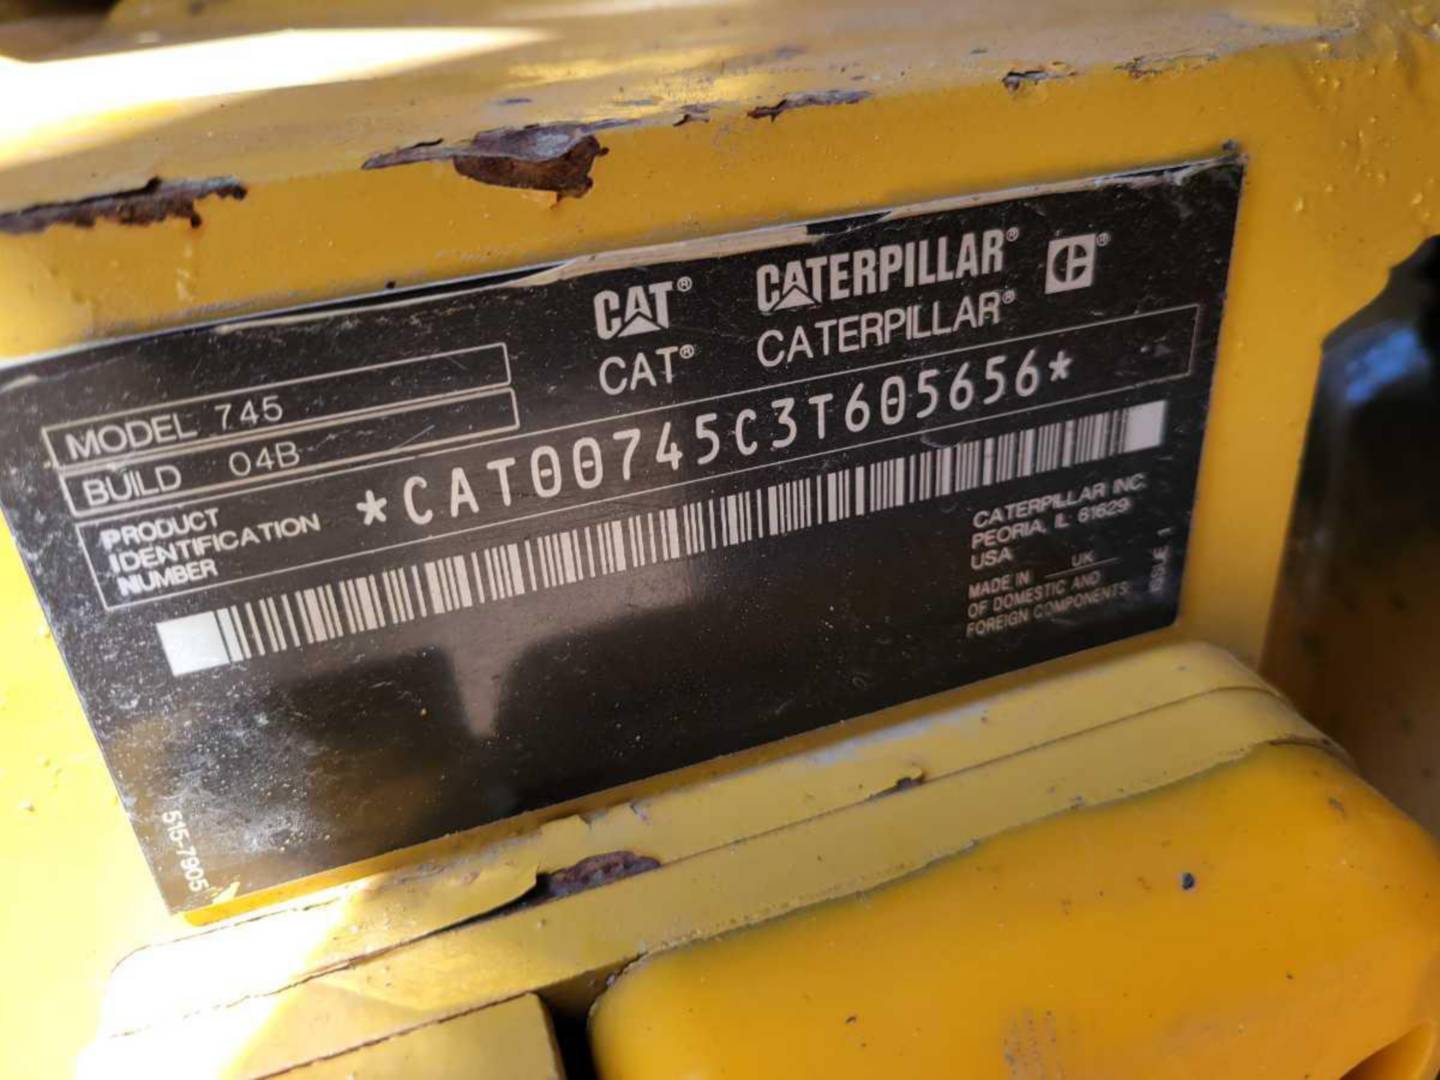 CAT® CATERPILLAR®
CAT® CATERPILLAR®
MODEL 745
BUILD 04B
PRODUCT
IDENTIFICATION
NUMBER
*CAT00745C3T605656*
CATERPILLAR INC.
PEORIA, IL 61629
USA
MADE IN UK
OF DOMESTIC AND
FOREIGN COMPONENTS
ISSUE 1
515-7905